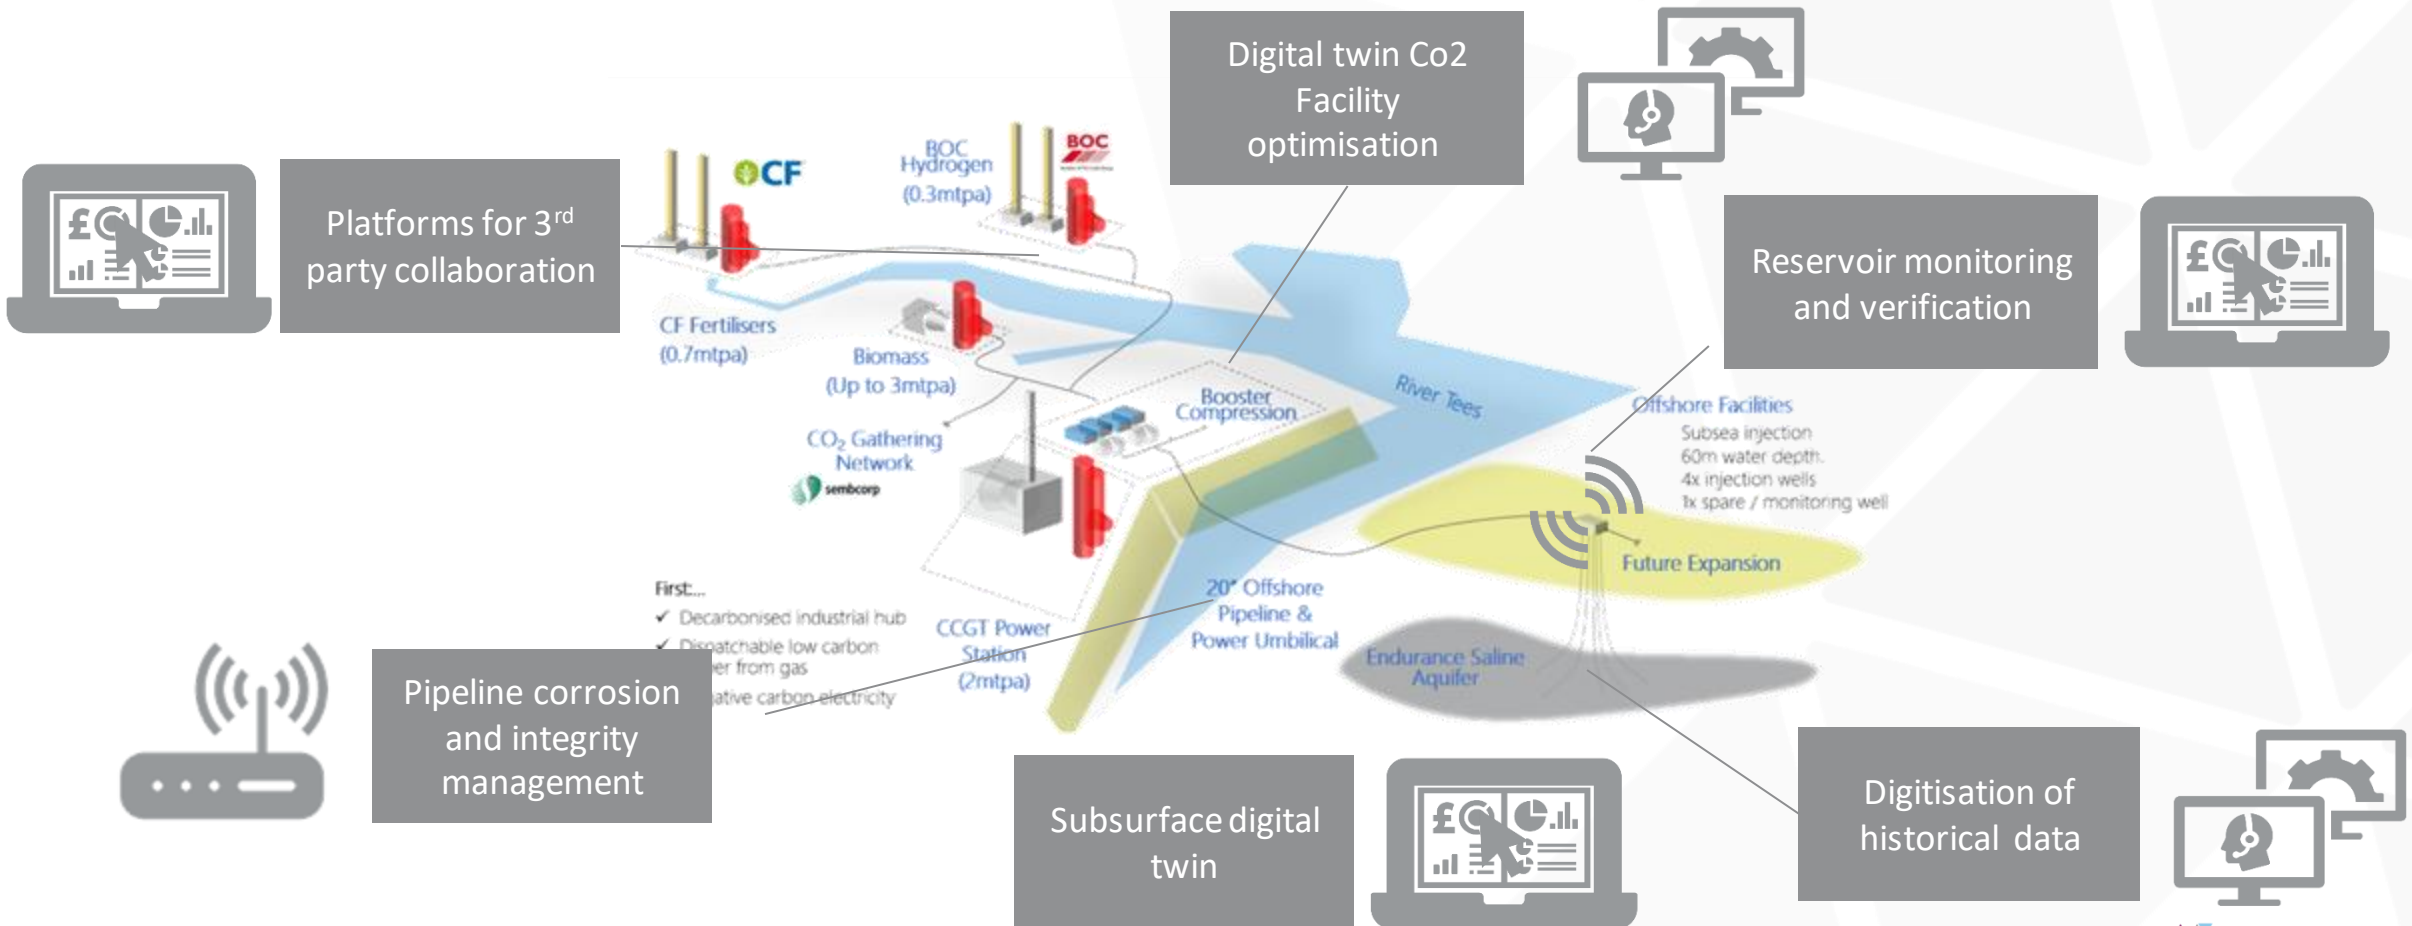 Digital twin Co2
Facility
optimisation
Platforms for 3rd
party collaboration
CF
BOC
Hydrogen
(0.3mtpa)
BOC
Reservoir monitoring
and verification
CF Fertilisers
(0.7mtpa)
Biomass
(Up to 3mtpa)
CO₂ Gathering
Network
sembcorp
Booster
Compression
River Tees
Offshore Facilities
Subsea injection
60m water depth.
4x injection wells
1x spare / monitoring well
Future Expansion
First:...
✓ Decarbonised industrial hub
✓ Dispatchable low carbon
er from gas
ative carbon electricity
CCGT Power
Station
(2mtpa)
20" Offshore
Pipeline &
Power Umbilical
Endurance Saline
Aquifer
Pipeline corrosion
and integrity
management
Subsurface digital
twin
Digitisation of
historical data